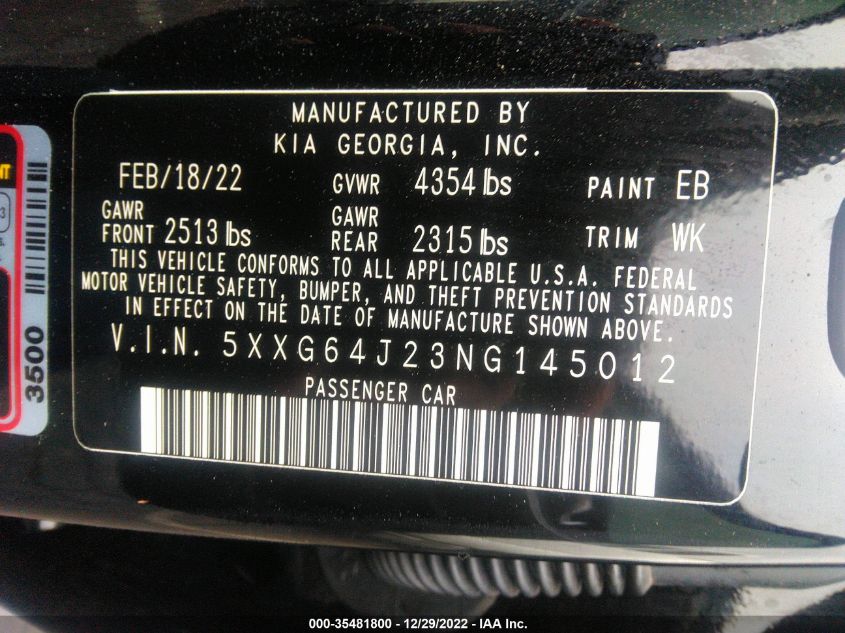 MANUFACTURED BY
KIA GEORGIA, INC.
FEB/18/22 GVWR 4354 lbs PAINT EB
GAWR FRONT 2513 lbs GAWR REAR 2315 lbs TRIM WK
THIS VEHICLE CONFORMS TO ALL APPLICABLE U.S.A. FEDERAL
MOTOR VEHICLE SAFETY, BUMPER, AND THEFT PREVENTION STANDARDS
IN EFFECT ON THE DATE OF MANUFACTURE SHOWN ABOVE.
V.I.N. 5XXG64J23NG145012
PASSENGER CAR
3500
000-35481800 - 12/29/2022 - IAA Inc.